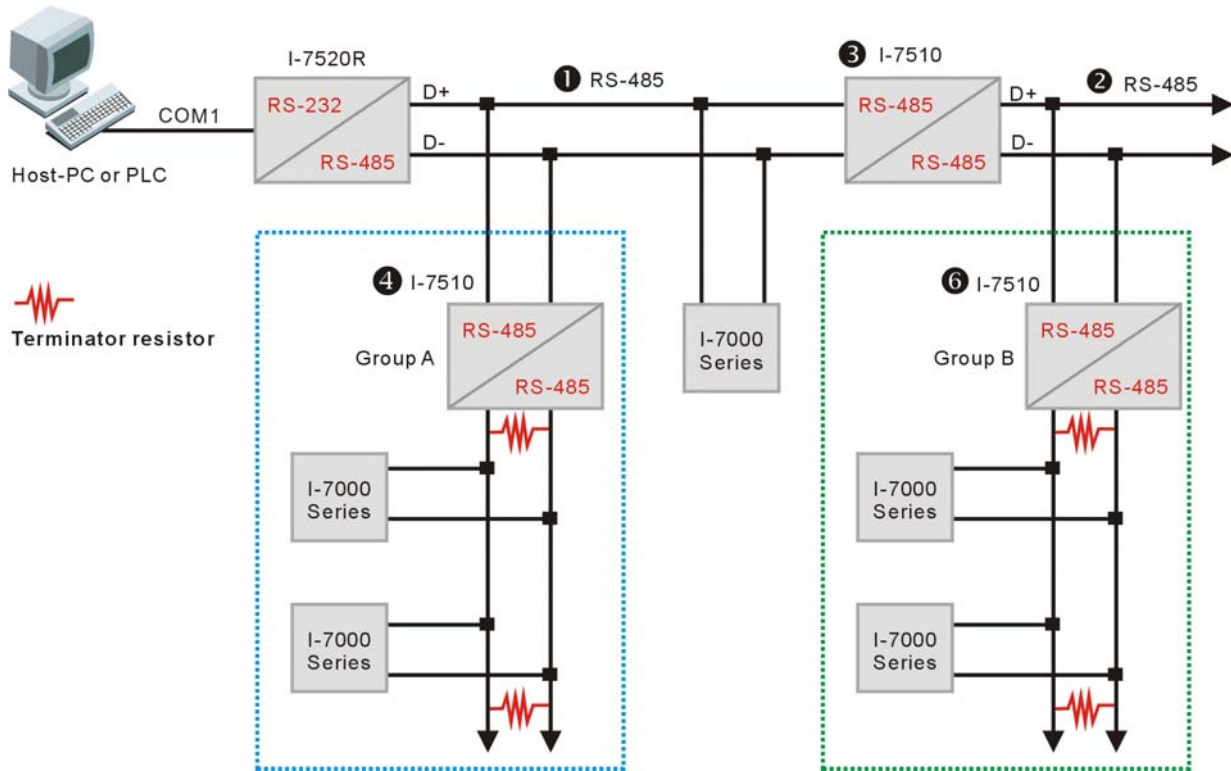 I-7520R
❶ RS-485
❸ I-7510
❷ RS-485
D+
D+
RS-232
RS-485
COM1
D-
D-
RS-485
RS-485
Host-PC or PLC
❹ I-7510
❻ I-7510
Terminator resistor
RS-485
I-7000
Series
RS-485
Group A
Group B
RS-485
RS-485
I-7000
Series
I-7000
Series
I-7000
Series
I-7000
Series